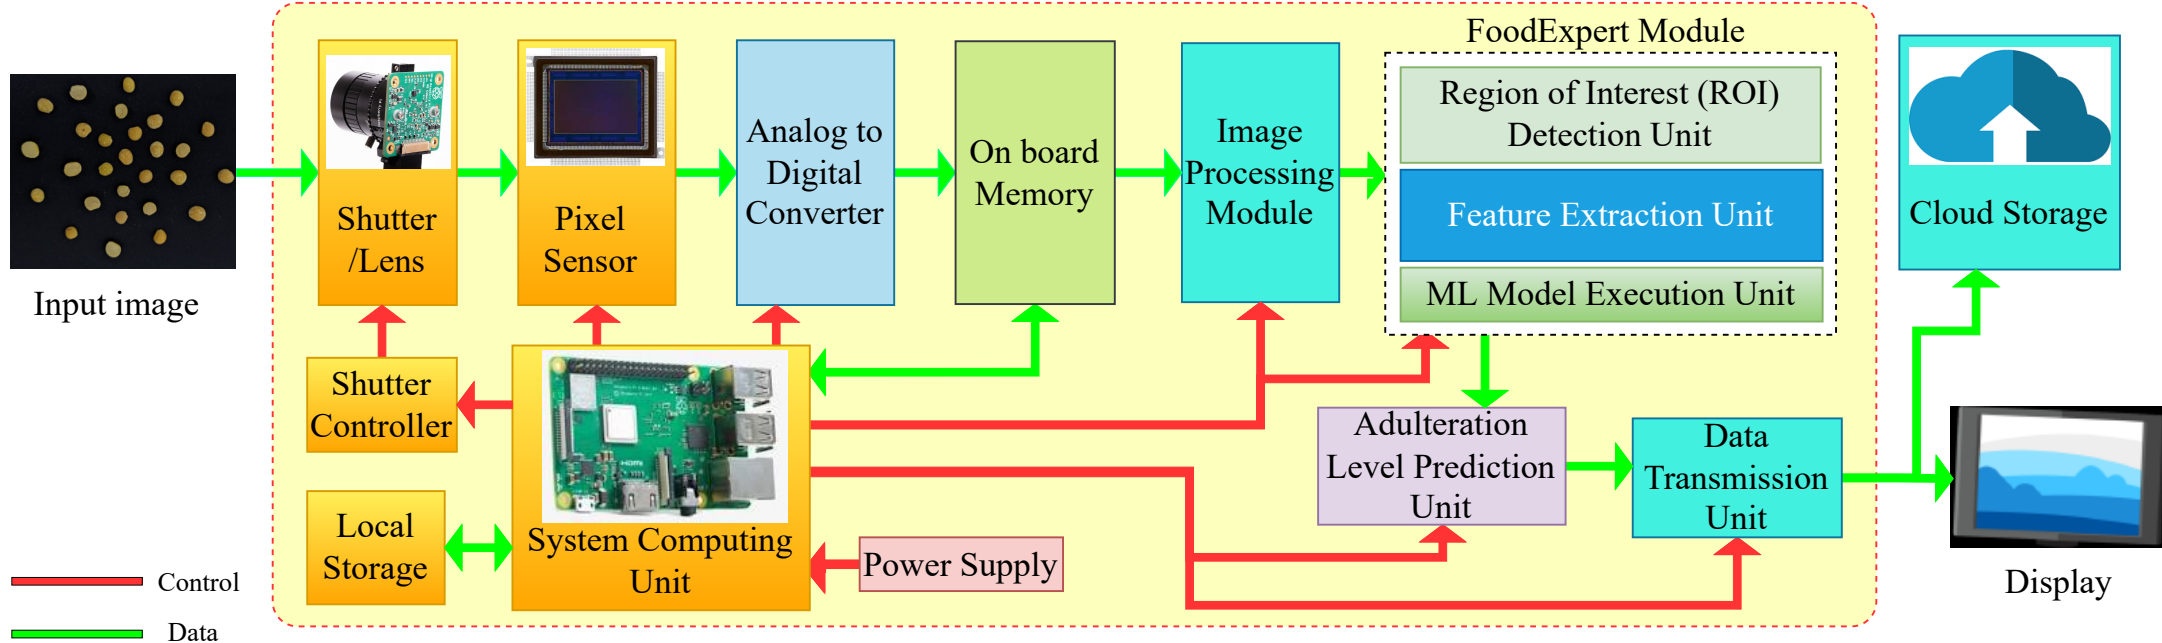 FoodExpert Module
Input image
Shutter
/Lens
Pixel
Sensor
Analog to
Digital
Converter
On board
Memory
Image
Processing
Module
Region of Interest (ROI)
Detection Unit
Feature Extraction Unit
ML Model Execution Unit
Cloud Storage
Shutter
Controller
HDMI
System Computing
Unit
Local
Storage
Power Supply
Adulteration
Level Prediction
Unit
Data
Transmission
Unit
Display
Control
Data